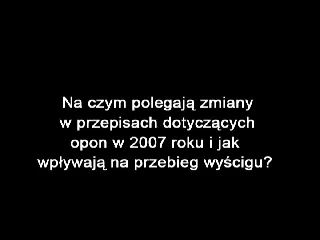 Na czym polegają zmiany
w przepisach dotyczących
opon w 2007 roku i jak
wpływają na przebieg wyścigu?